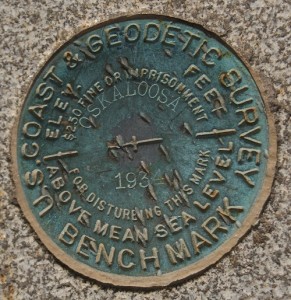 U.S. COAST & GEODETIC SURVEY
BENCH MARK
ELEV.
FEET
ABOVE MEAN SEA LEVEL
$250 FINE OR IMPRISONMENT
FOR DISTURBING THIS MARK
OSKALOOSA
1934